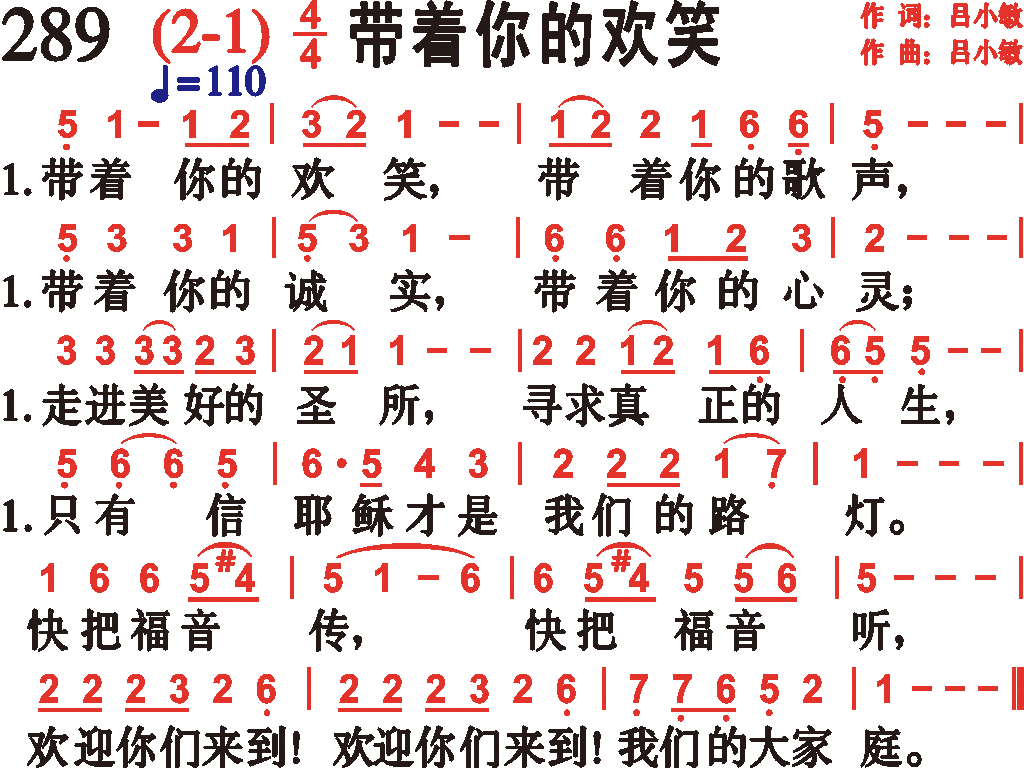 289 (2-1) 4/4 带着你的欢笑 作 词：吕小敏
♩=110 作 曲：吕小敏
5̣ 1 - 1 2 | 3 2 1 - - | 1 2 2 1 6̣ 6̣ | 5̣ - - - |
1.带着 你的 欢 笑， 带 着你的歌 声，
5̣ 3 3 1 | 5̣ 3 1 - | 6̣ 6̣ 1 2 3 | 2 - - - |
1.带着 你的 诚 实， 带 着 你 的 心 灵；
3 3 3 3 2 3 | 2 1 1 - - | 2 2 1 2 1 6̣ | 6̣ 5̣ 5̣ - - |
1.走进美 好的 圣 所， 寻求真 正的 人 生，
5̣ 6̣ 6̣ 5̣ | 6 · 5 4 3 | 2 2 2 1 7̣ | 1 - - - |
1.只有 信 耶 稣才是 我们 的 路 灯。
1 6 6 5 #4 | 5 1 - 6 | 6 5 #4 5 5 6 | 5 - - - |
快把福音 传， 快把 福音 听，
2 2 2 3 2 6̣ | 2 2 2 3 2 6̣ | 7̣ 7̣ 6̣ 5̣ 2 | 1 - - - ‖
欢迎你们来到！ 欢迎你们来到！我们的大家 庭。